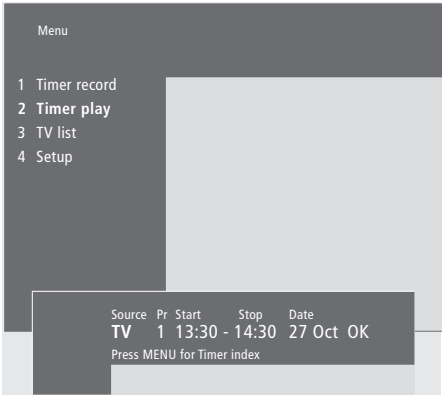 Menu
1 Timer record
2 Timer play
3 TV list
4 Setup
Source Pr Start Stop Date
TV 1 13:30 - 14:30 27 Oct OK
Press MENU for Timer index